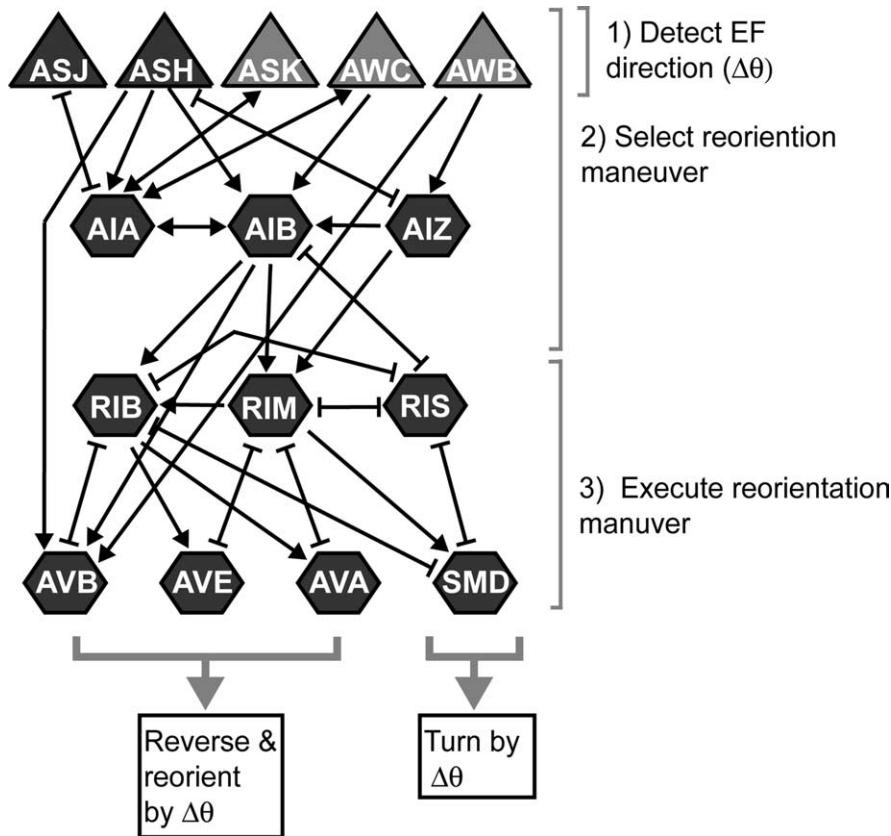 ASJ ASH ASK AWC AWB
1) Detect EF
direction (Δθ)
2) Select reoriention
maneuver
AIA AIB AIZ
RIB RIM RIS
3) Execute reorientation
manuver
AVB AVE AVA SMD
Reverse &
reorient
by Δθ
Turn by
Δθ